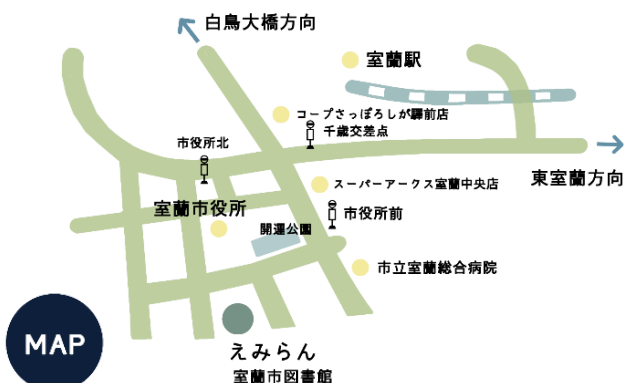 白鳥大橋方向
室蘭駅
コープさっぽろしが驛前店
千歳交差点
市役所北
東室蘭方向
スーパーアークス室蘭中央店
室蘭市役所
市役所前
開運公園
市立室蘭総合病院
MAP
えみらん
室蘭市図書館